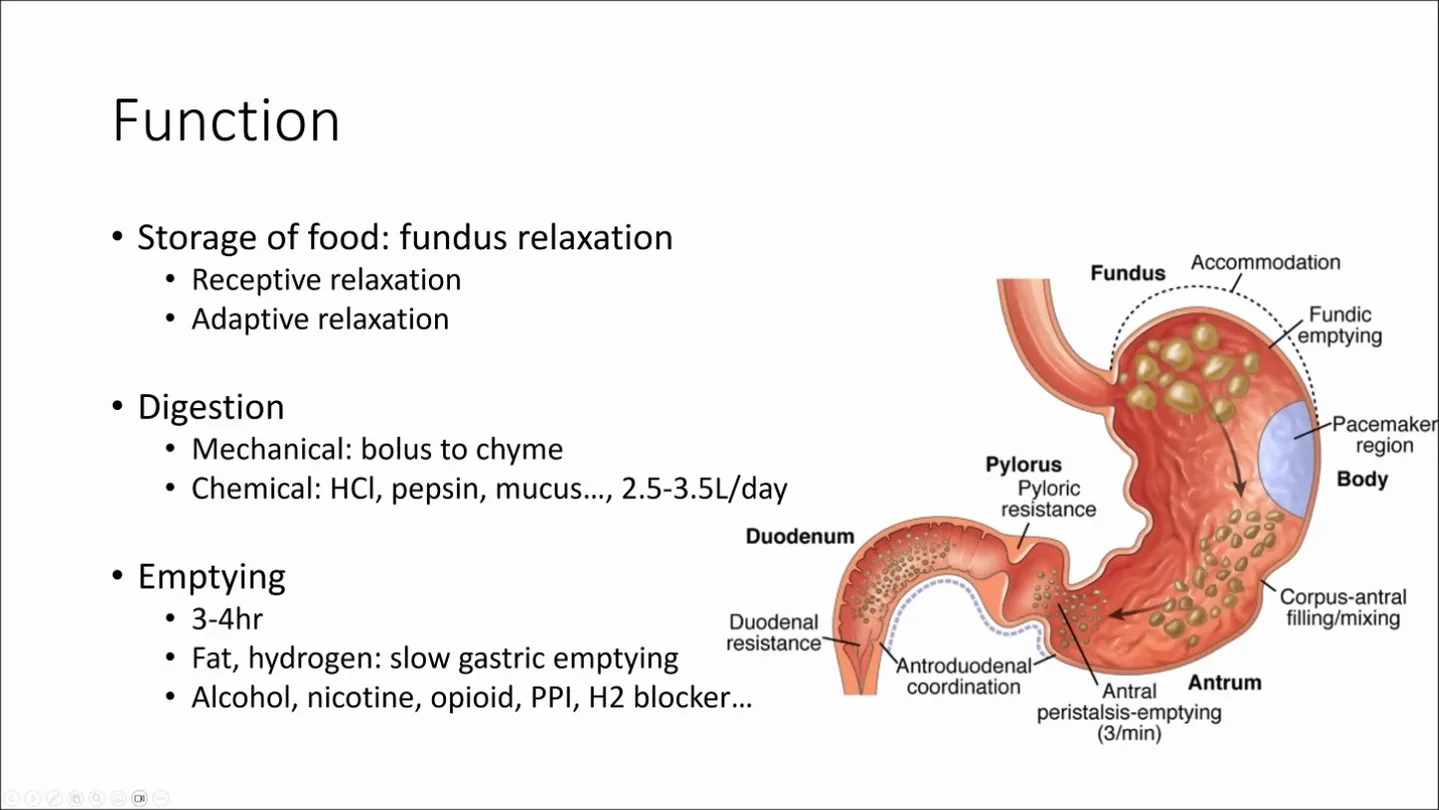 Function
• Storage of food: fundus relaxation
• Receptive relaxation
• Adaptive relaxation
• Digestion
• Mechanical: bolus to chyme
• Chemical: HCl, pepsin, mucus…, 2.5-3.5L/day
• Emptying
• 3-4hr
• Fat, hydrogen: slow gastric emptying
• Alcohol, nicotine, opioid, PPI, H2 blocker…
Fundus
Accommodation
Fundic
emptying
Pacemaker
region
Body
Pylorus
Pyloric
resistance
Duodenum
Duodenal
resistance
Antroduodenal
coordination
Corpus-antral
filling/mixing
Antrum
Antral
peristalsis-emptying
(3/min)